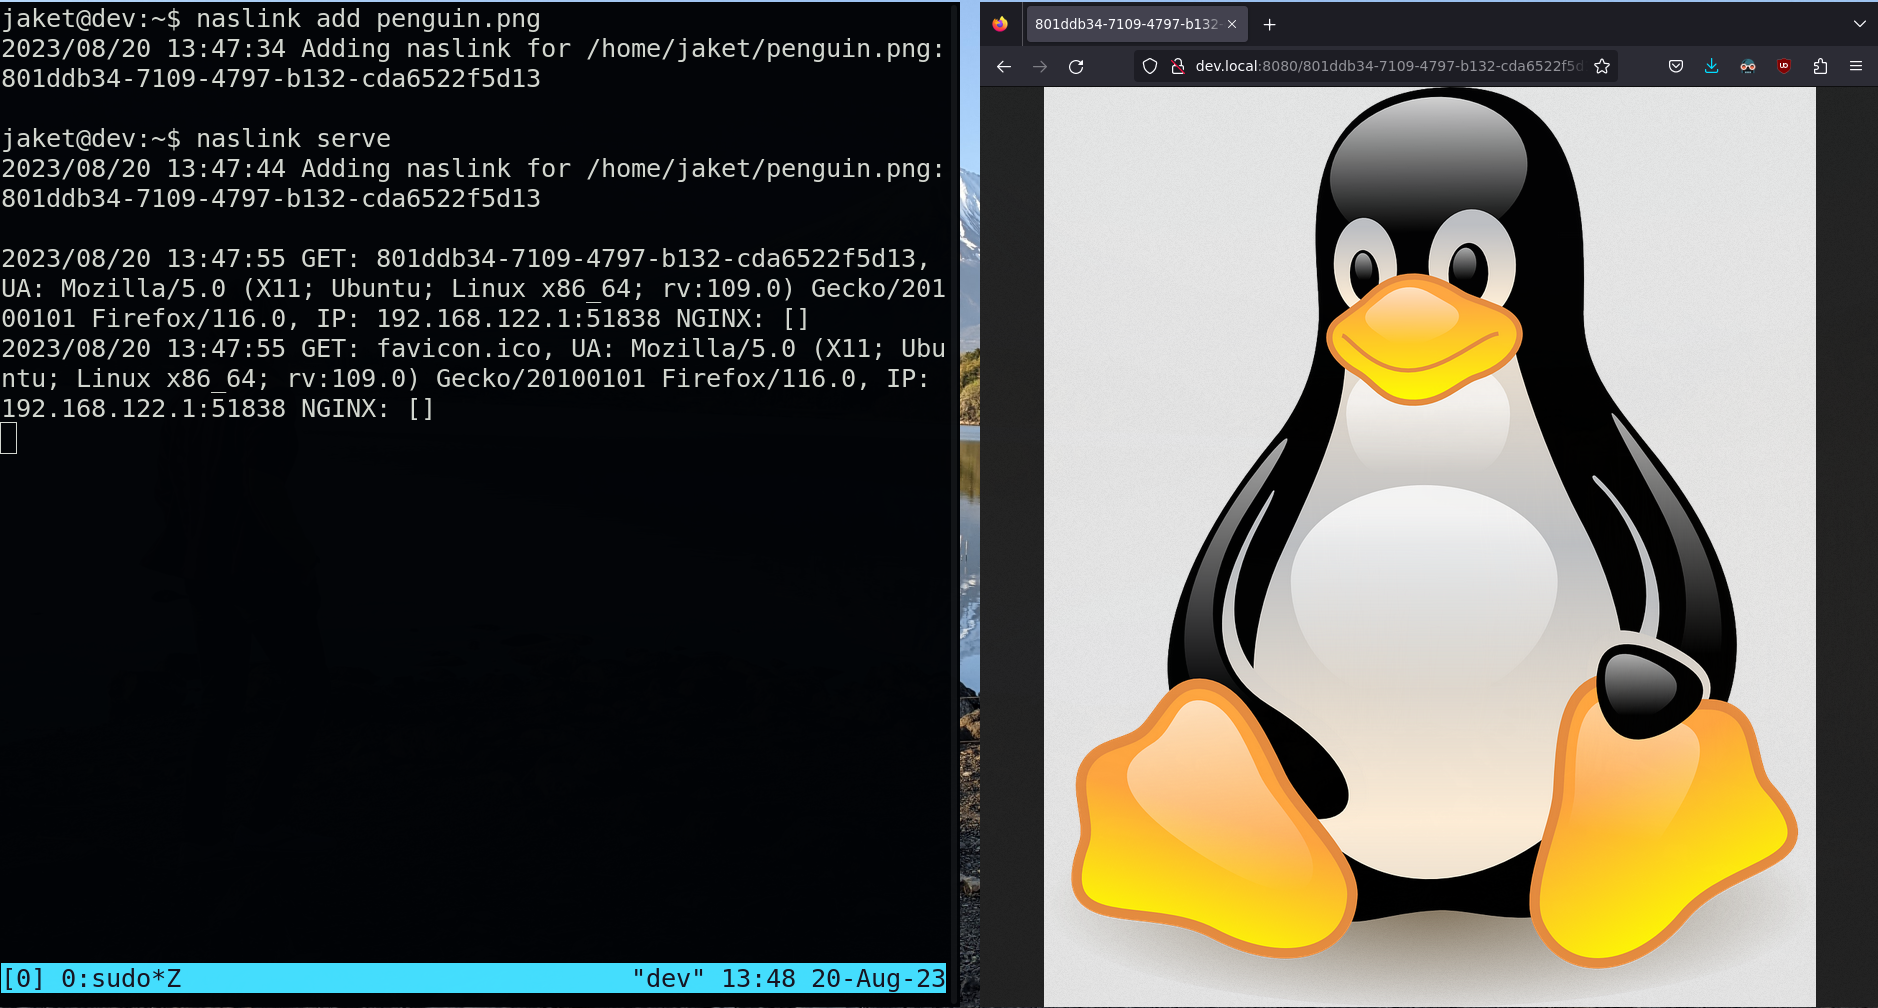 jaket@dev:~$ naslink add penguin.png
2023/08/20 13:47:34 Adding naslink for /home/jaket/penguin.png:
801ddb34-7109-4797-b132-cda6522f5d13
jaket@dev:~$ naslink serve
2023/08/20 13:47:44 Adding naslink for /home/jaket/penguin.png:
801ddb34-7109-4797-b132-cda6522f5d13
2023/08/20 13:47:55 GET: 801ddb34-7109-4797-b132-cda6522f5d13,
UA: Mozilla/5.0 (X11; Ubuntu; Linux x86_64; rv:109.0) Gecko/201
00101 Firefox/116.0, IP: 192.168.122.1:51838 NGINX: []
2023/08/20 13:47:55 GET: favicon.ico, UA: Mozilla/5.0 (X11; Ubu
ntu; Linux x86_64; rv:109.0) Gecko/20100101 Firefox/116.0, IP:
192.168.122.1:51838 NGINX: []
[0] 0:sudo*Z "dev" 13:48 20-Aug-23
801ddb34-7109-4797-b132-
dev.local:8080/801ddb34-7109-4797-b132-cda6522f5d